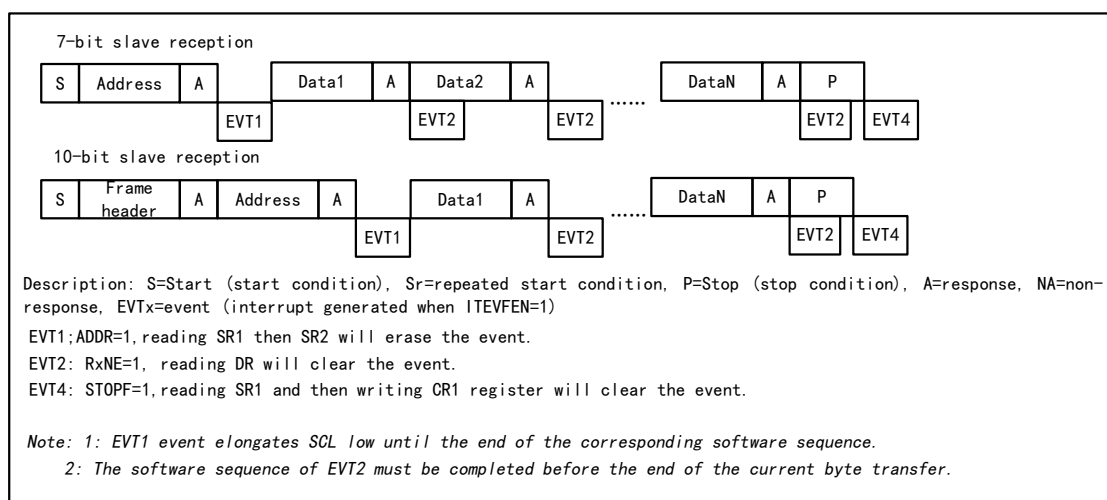 7-bit slave reception
S Address A Data1 A Data2 A ...... DataN A P
EVT1 EVT2 EVT2 EVT2 EVT4
10-bit slave reception
S Frame header A Address A Data1 A ...... DataN A P
EVT1 EVT2 EVT2 EVT4
Description: S=Start (start condition), Sr=repeated start condition, P=Stop (stop condition), A=response, NA=non-
response, EVTx=event (interrupt generated when ITEVFEN=1)
EVT1;ADDR=1,reading SR1 then SR2 will erase the event.
EVT2: RxNE=1, reading DR will clear the event.
EVT4: STOPF=1,reading SR1 and then writing CR1 register will clear the event.
Note: 1: EVT1 event elongates SCL low until the end of the corresponding software sequence.
2: The software sequence of EVT2 must be completed before the end of the current byte transfer.